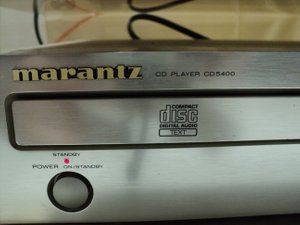 marantz CD PLAYER CD5400
COMPACT
disc
DIGITAL AUDIO
TEXT
STANDBY
POWER ON/STANDBY